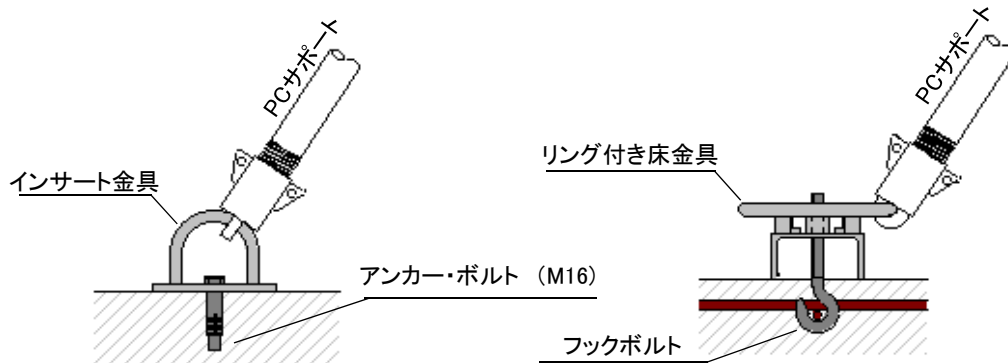 PCサポート
インサート金具
アンカー・ボルト （M16）
PCサポート
リング付き床金具
フックボルト